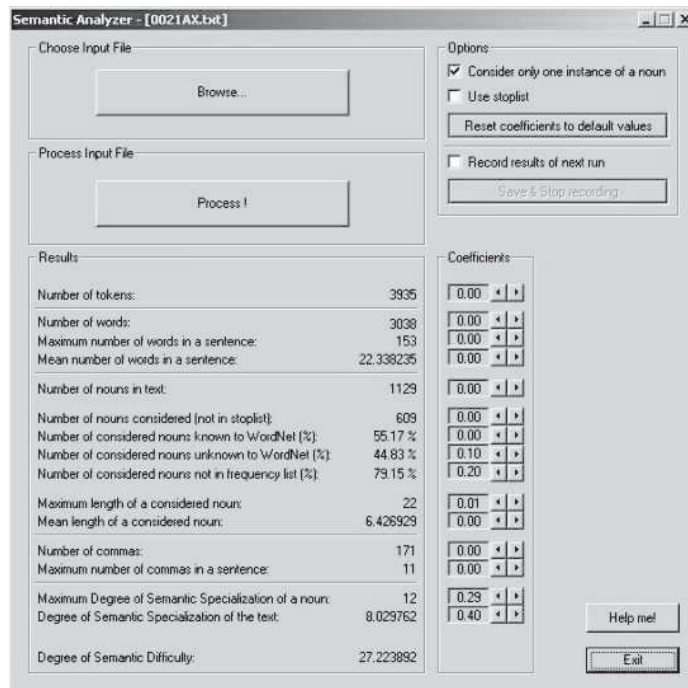 Semantic Analyzer - [0021AX.txt]
Choose Input File
Browse...
Process Input File
Process !
Options
Consider only one instance of a noun
Use stoplist
Reset coefficients to default values
Record results of next run
Save & Stop recording
Results
Coefficients
Number of tokens: 3935 0.00
Number of words: 3038 0.00
Maximum number of words in a sentence: 153 0.00
Mean number of words in a sentence: 22.338235 0.00
Number of nouns in text: 1129 0.00
Number of nouns considered (not in stoplist): 609 0.00
Number of considered nouns known to WordNet (%): 55.17 % 0.00
Number of considered nouns unknown to WordNet (%): 44.83 % 0.10
Number of considered nouns not in frequency list (%): 79.15 % 0.20
Maximum length of a considered noun: 22 0.01
Mean length of a considered noun: 6.426929 0.00
Number of commas: 171 0.00
Maximum number of commas in a sentence: 11 0.00
Maximum Degree of Semantic Specialization of a noun: 12 0.29
Degree of Semantic Specialization of the text: 8.029762 0.40
Help me!
Degree of Semantic Difficulty: 27.223892
Exit